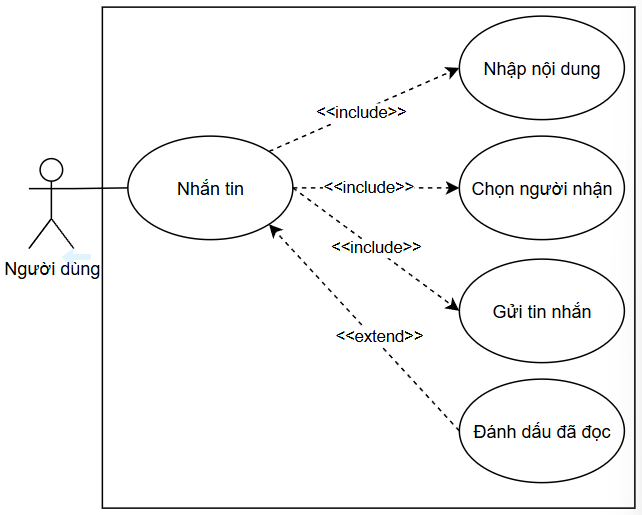 Nhập nội dung
<<include>>
Nhắn tin
<<include>>
Chọn người nhận
<<include>>
Người dùng
Gửi tin nhắn
<<extend>>
Đánh dấu đã đọc